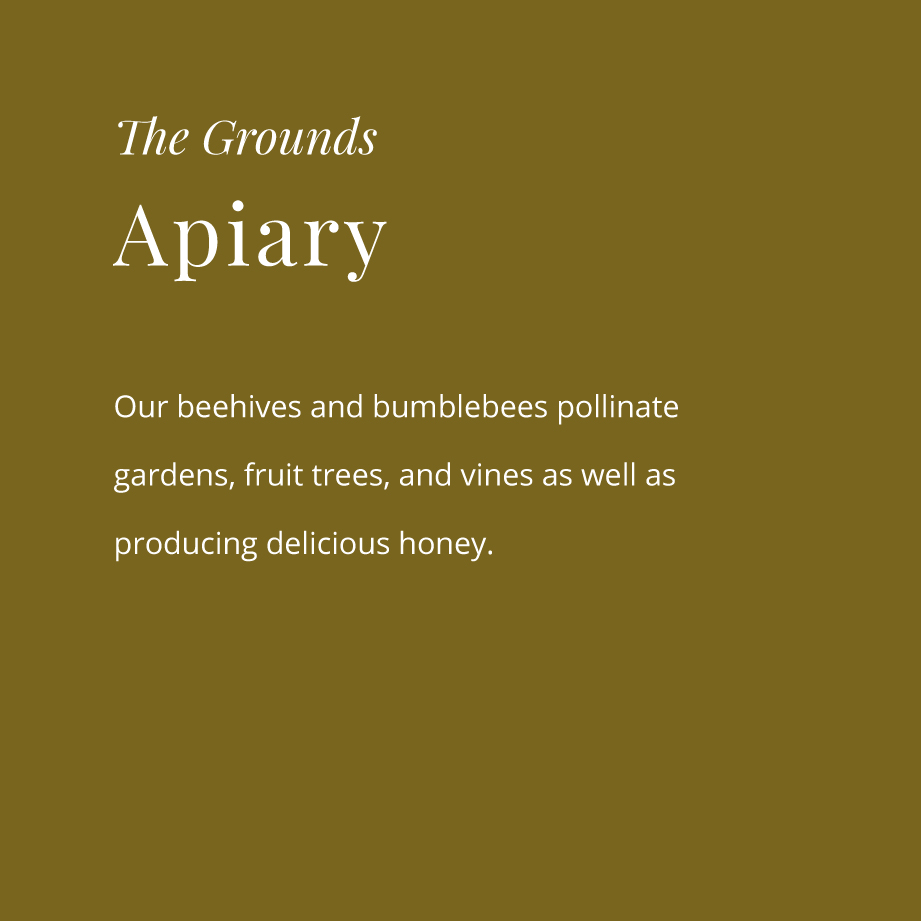 The Grounds
Apiary
Our beehives and bumblebees pollinate
gardens, fruit trees, and vines as well as
producing delicious honey.